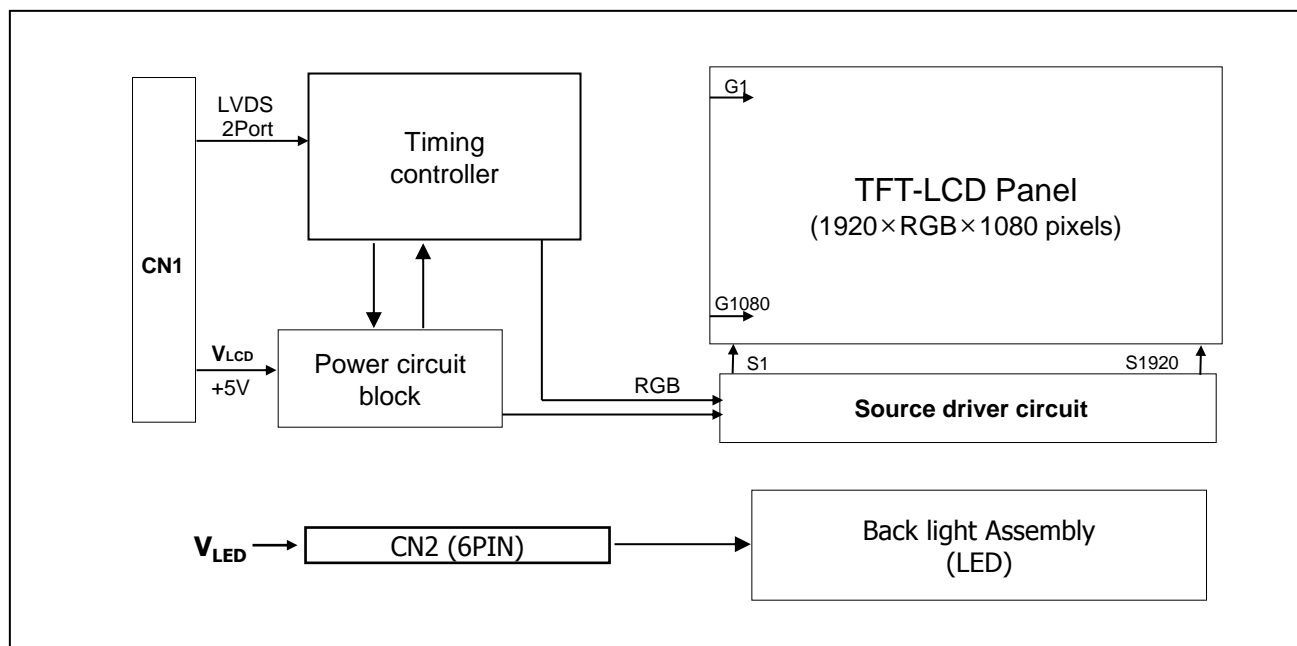 LVDS
2Port
Timing
controller
G1
TFT-LCD Panel
(1920×RGB×1080 pixels)
CN1
G1080
VLCD
+5V
Power circuit
block
RGB
S1
S1920
Source driver circuit
VLED
CN2 (6PIN)
Back light Assembly
(LED)